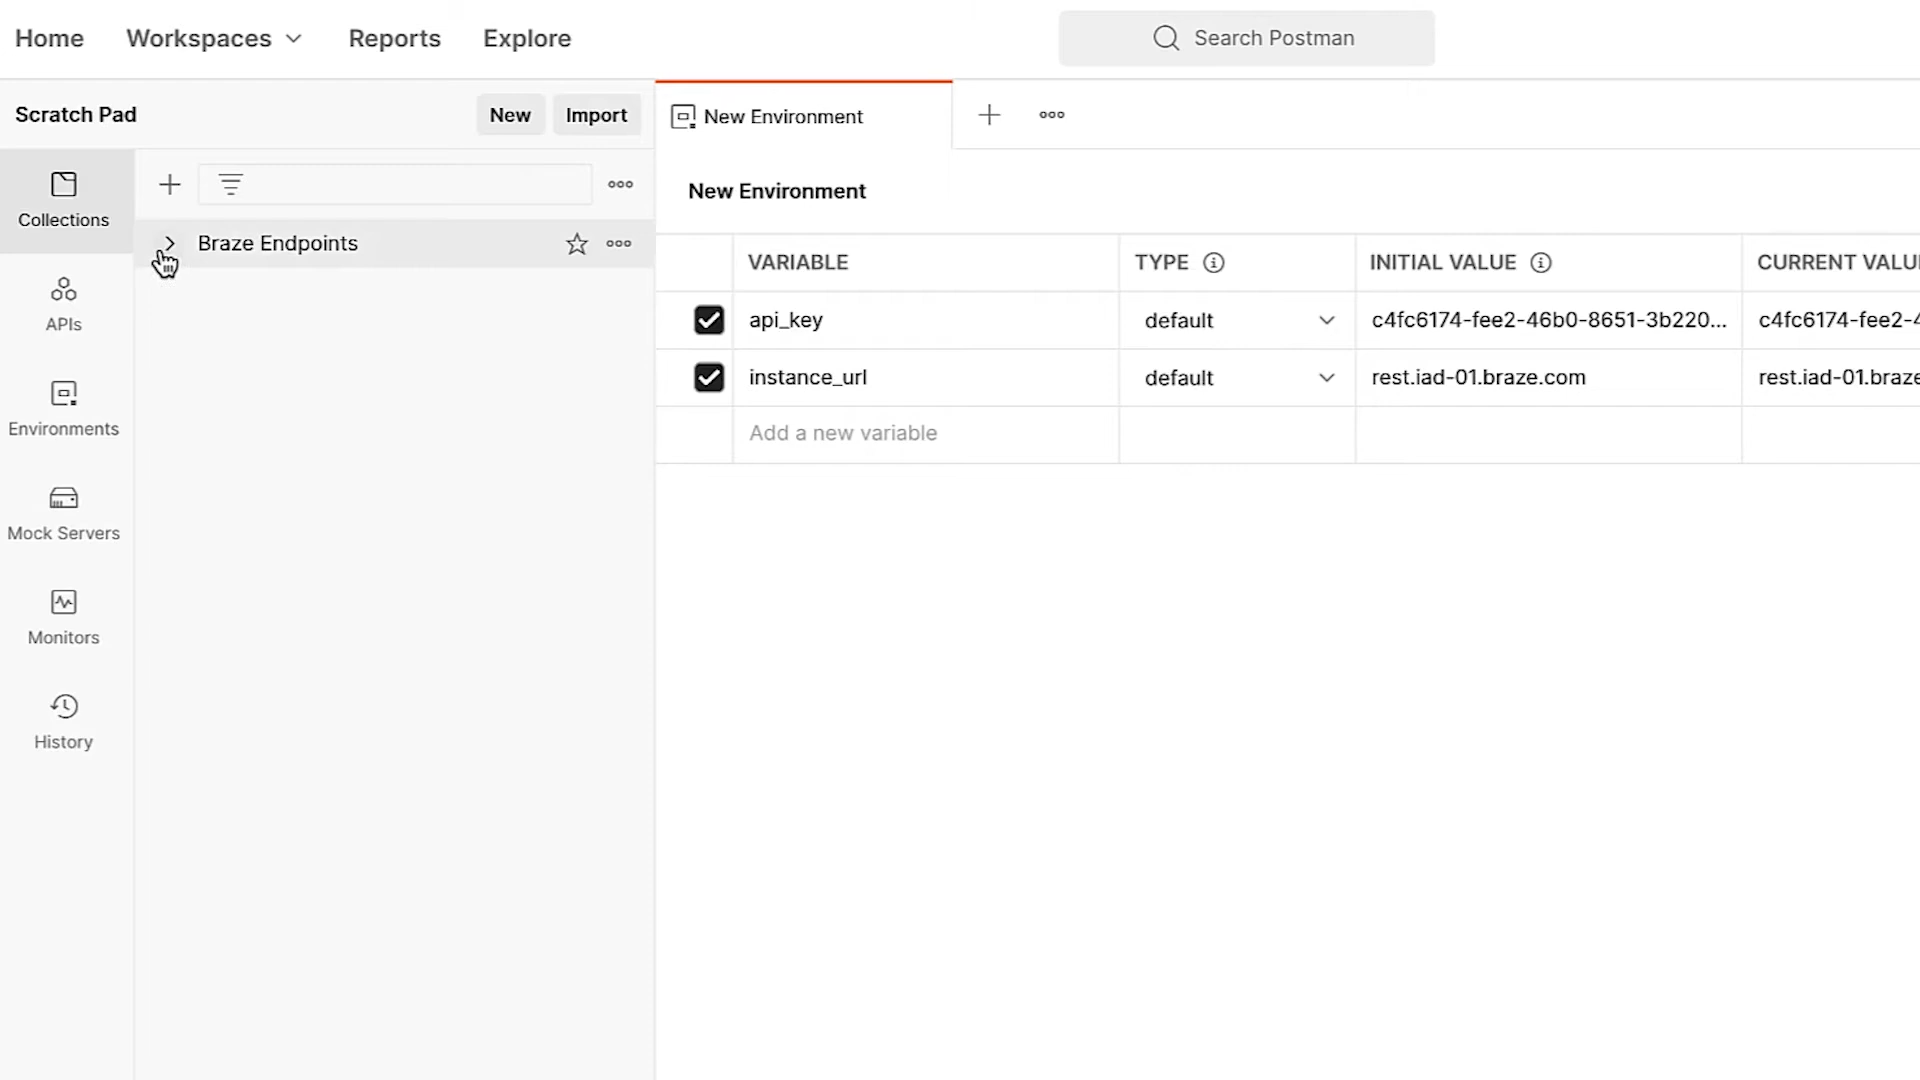 Home Workspaces Reports Explore Search Postman
Scratch Pad New Import
New Environment
Collections
APIs
Environments
Mock Servers
Monitors
History
Braze Endpoints
New Environment
VARIABLE TYPE INITIAL VALUE CURRENT VALU
api_key default c4fc6174-fee2-46b0-8651-3b220... c4fc6174-fee2-4
instance_url default rest.iad-01.braze.com rest.iad-01.braze
Add a new variable